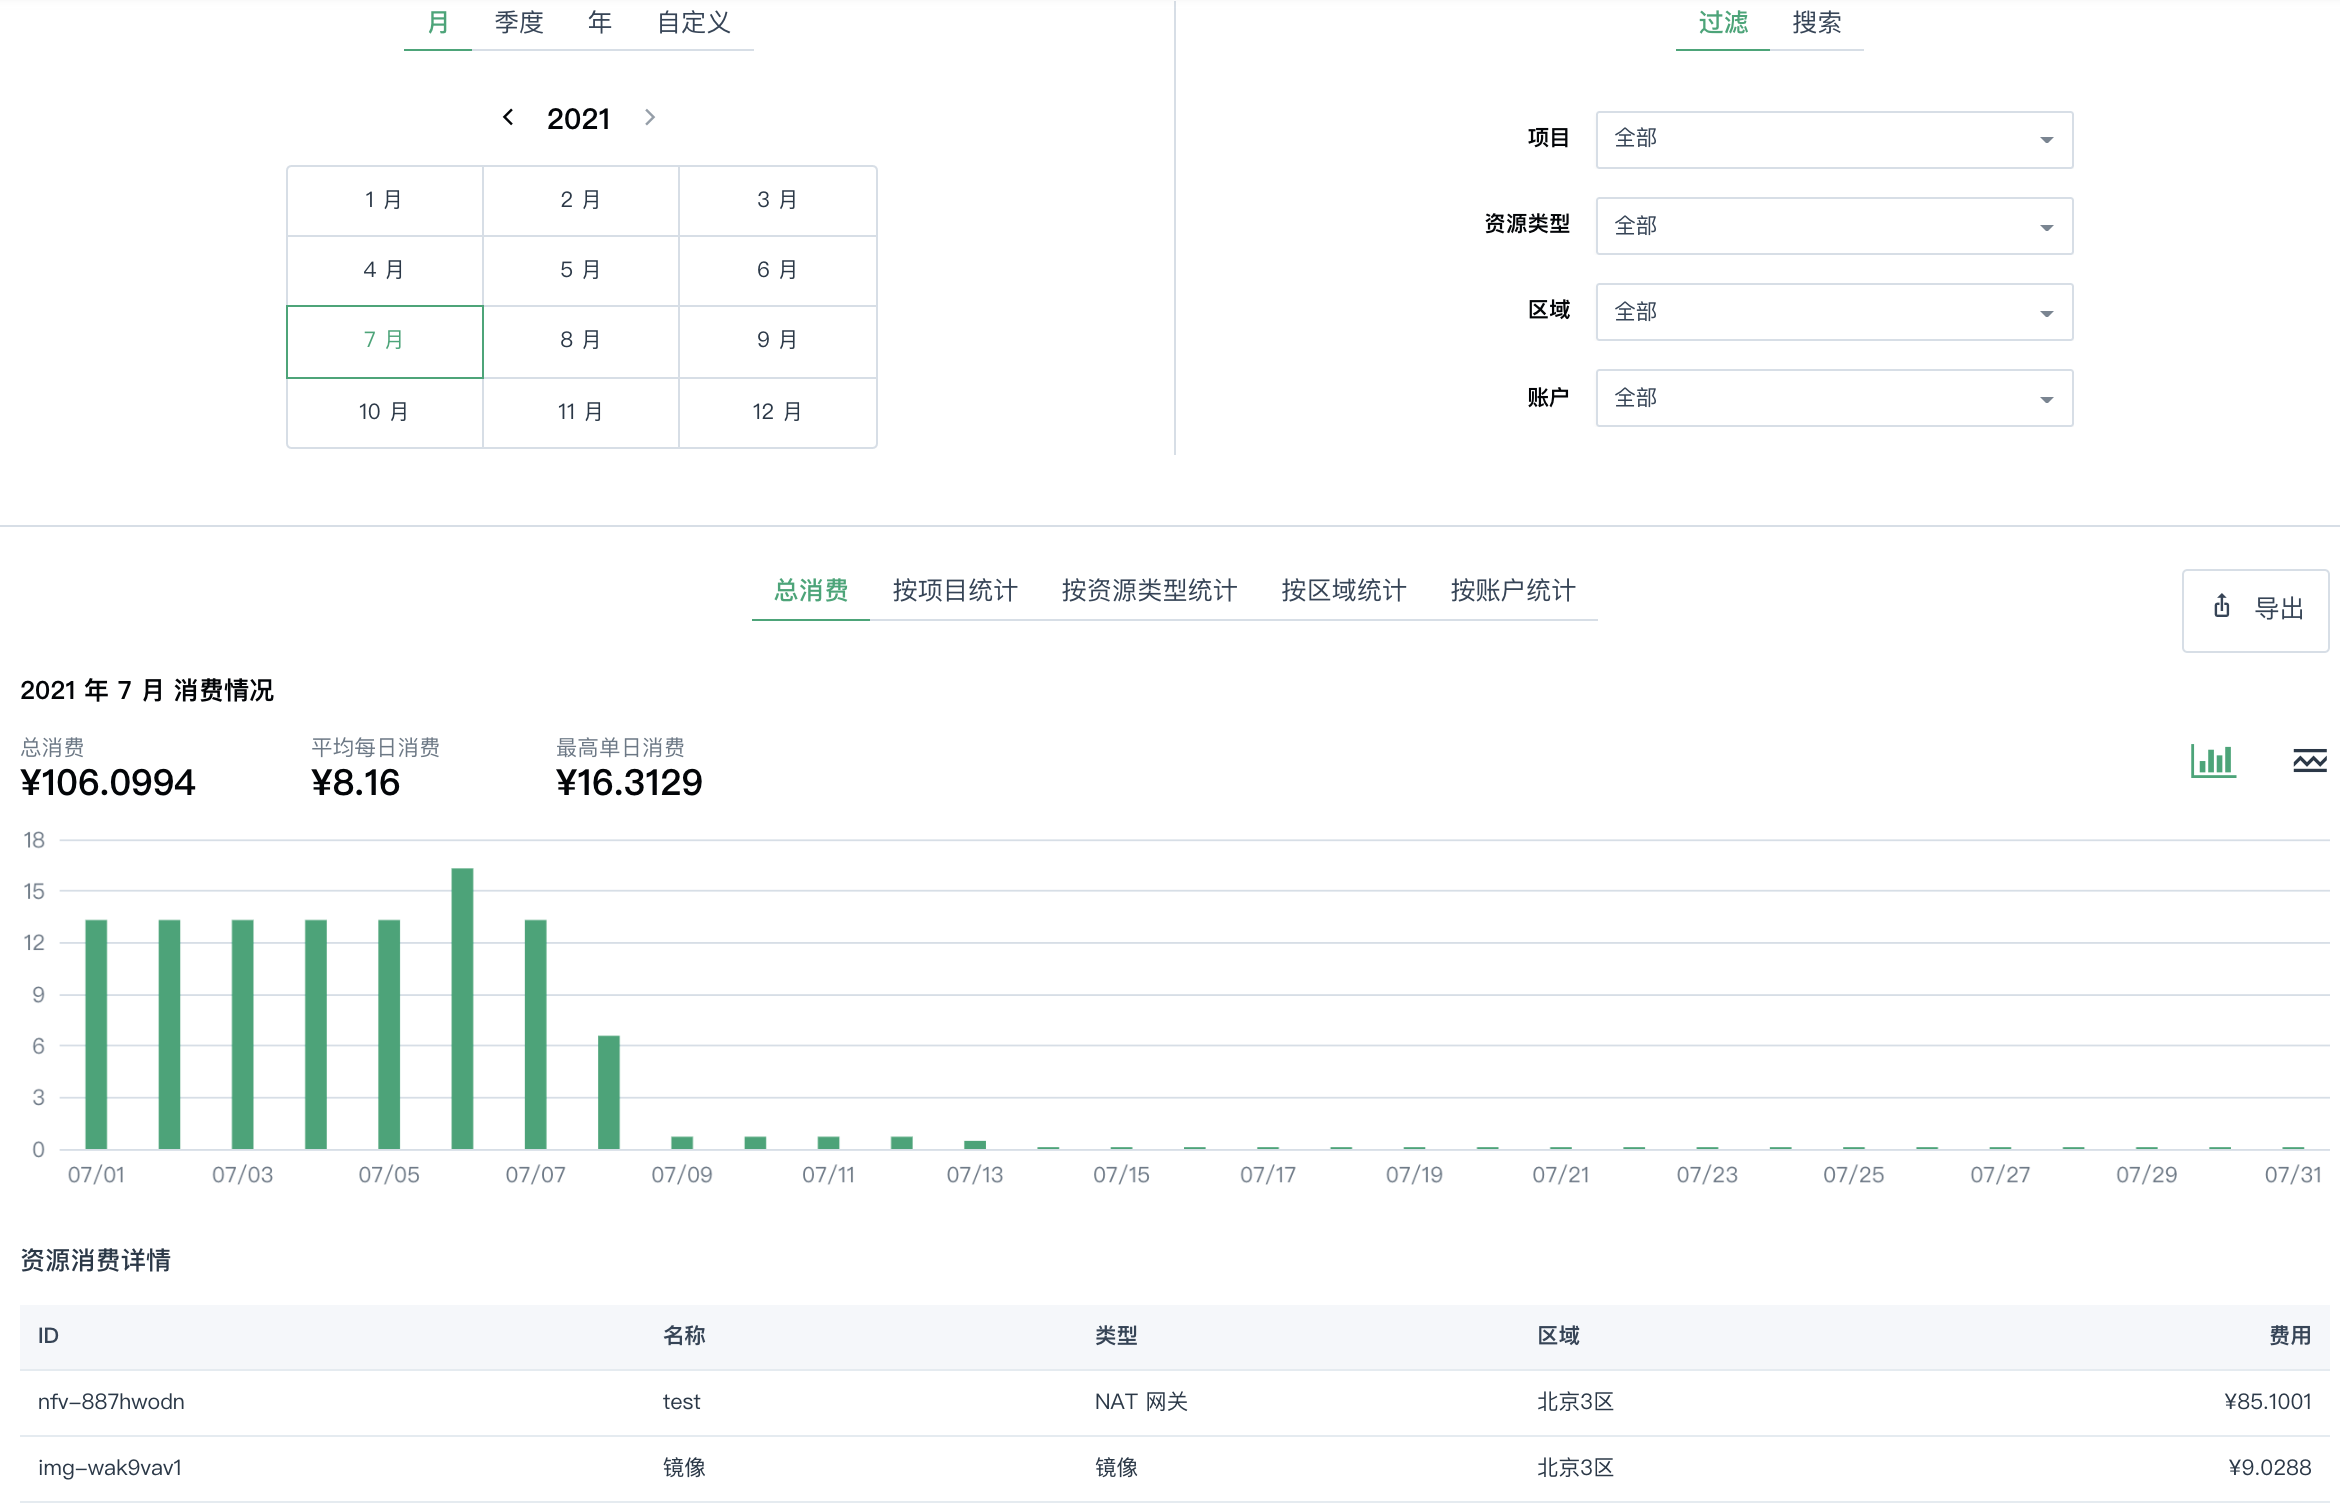 月 季度 年 自定义
2021
1 月 2 月 3 月
4 月 5 月 6 月
7 月 8 月 9 月
10 月 11 月 12 月
过滤 搜索
项目 全部
资源类型 全部
区域 全部
账户 全部
总消费 按项目统计 按资源类型统计 按区域统计 按账户统计
导出
2021 年 7 月 消费情况
总消费 平均每日消费 最高单日消费
¥106.0994 ¥8.16 ¥16.3129
18
15
12
9
6
3
0
07/01 07/03 07/05 07/07 07/09 07/11 07/13 07/15 07/17 07/19 07/21 07/23 07/25 07/27 07/29 07/31
资源消费详情
ID 名称 类型 区域 费用
nfv-887hwodn test NAT 网关 北京3区 ¥85.1001
img-wak9vav1 镜像 镜像 北京3区 ¥9.0288